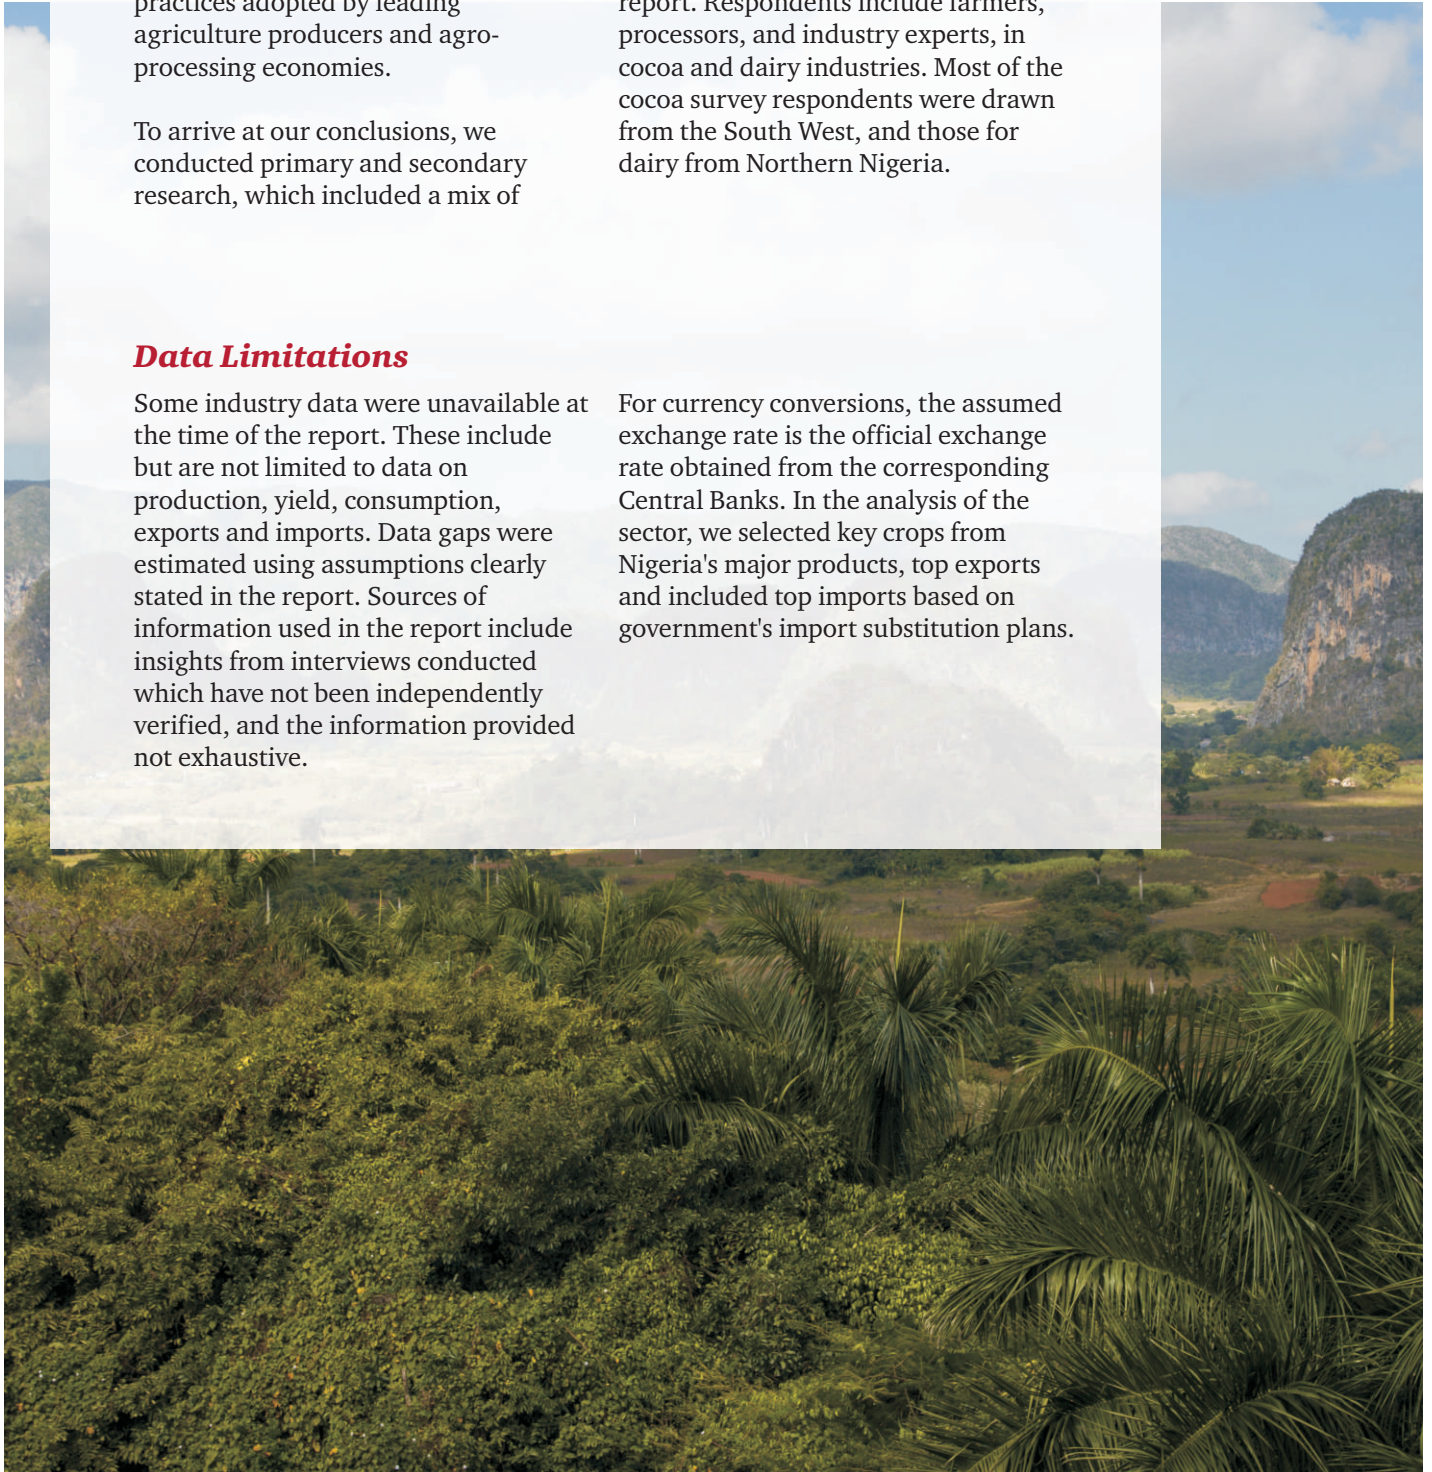 practices adopted by leading
agriculture producers and agro-
processing economies.
To arrive at our conclusions, we
conducted primary and secondary
research, which included a mix of
report. Respondents include farmers,
processors, and industry experts, in
cocoa and dairy industries. Most of the
cocoa survey respondents were drawn
from the South West, and those for
dairy from Northern Nigeria.
Data Limitations
Some industry data were unavailable at
the time of the report. These include
but are not limited to data on
production, yield, consumption,
exports and imports. Data gaps were
estimated using assumptions clearly
stated in the report. Sources of
information used in the report include
insights from interviews conducted
which have not been independently
verified, and the information provided
not exhaustive.
For currency conversions, the assumed
exchange rate is the official exchange
rate obtained from the corresponding
Central Banks. In the analysis of the
sector, we selected key crops from
Nigeria's major products, top exports
and included top imports based on
government's import substitution plans.